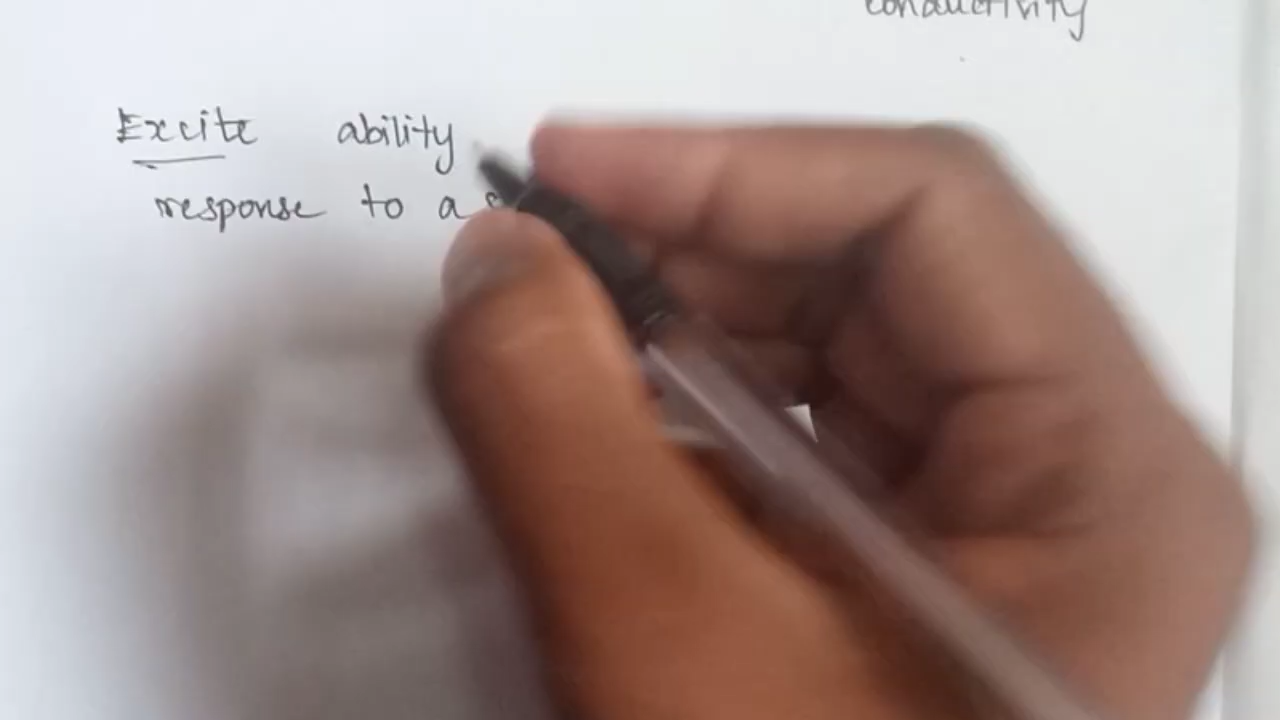 conductivity
Excite ability
response to a